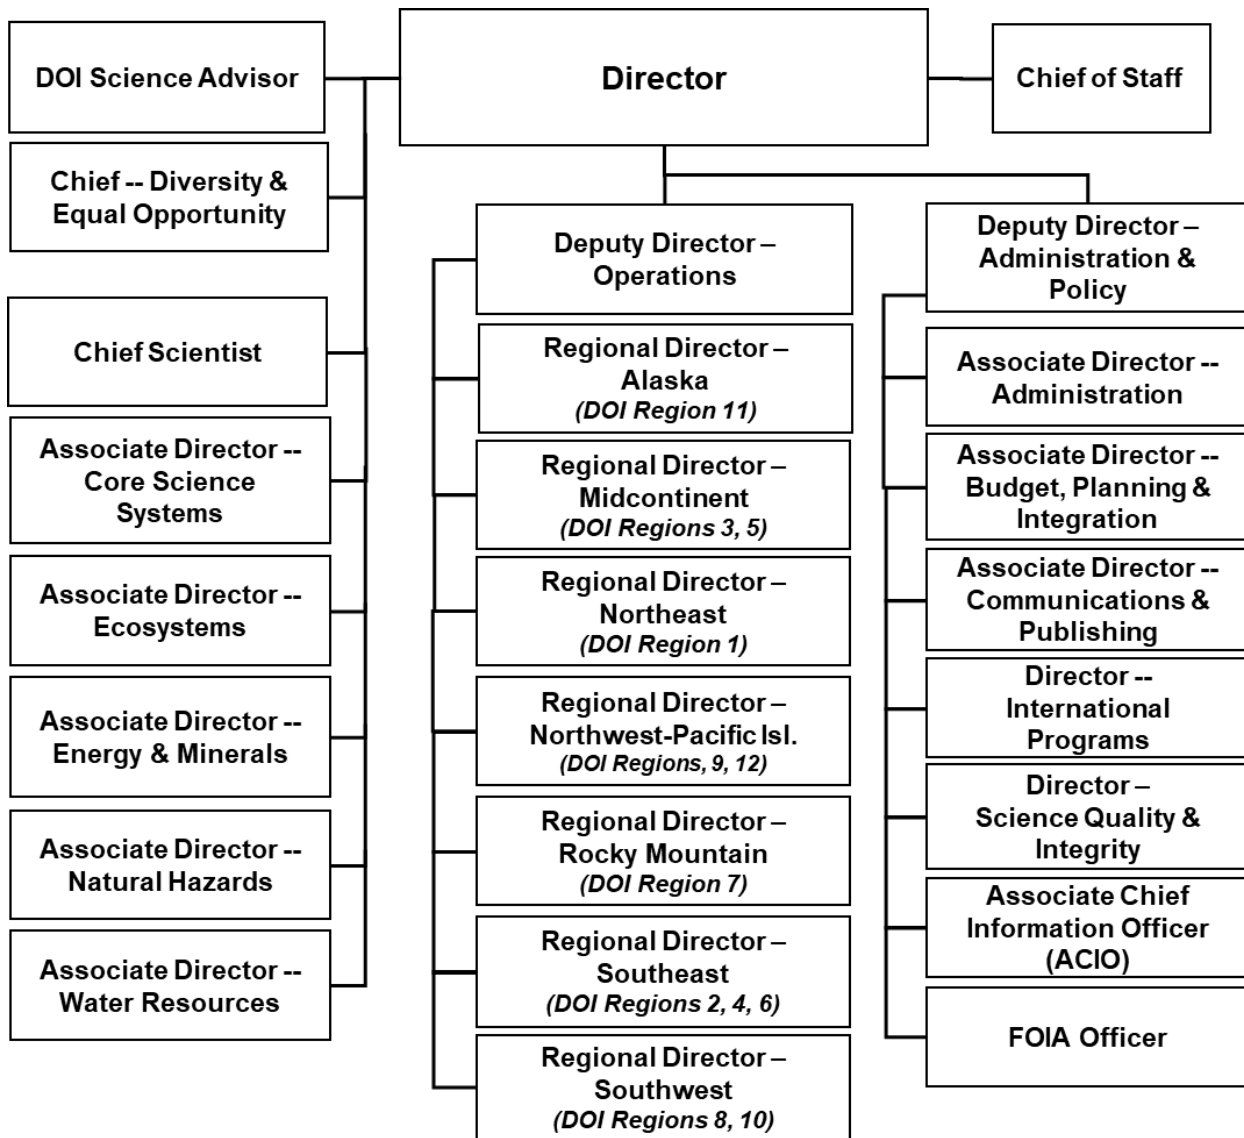 DOI Science Advisor
Director
Chief of Staff
Chief -- Diversity &
Equal Opportunity
Chief Scientist
Associate Director --
Core Science
Systems
Associate Director --
Ecosystems
Associate Director --
Energy & Minerals
Associate Director --
Natural Hazards
Associate Director --
Water Resources
Deputy Director –
Operations
Regional Director –
Alaska
(DOI Region 11)
Regional Director –
Midcontinent
(DOI Regions 3, 5)
Regional Director –
Northeast
(DOI Region 1)
Regional Director –
Northwest-Pacific Isl.
(DOI Regions, 9, 12)
Regional Director –
Rocky Mountain
(DOI Region 7)
Regional Director –
Southeast
(DOI Regions 2, 4, 6)
Regional Director –
Southwest
(DOI Regions 8, 10)
Deputy Director –
Administration &
Policy
Associate Director --
Administration
Associate Director --
Budget, Planning &
Integration
Associate Director --
Communications &
Publishing
Director --
International
Programs
Director –
Science Quality &
Integrity
Associate Chief
Information Officer
(ACIO)
FOIA Officer